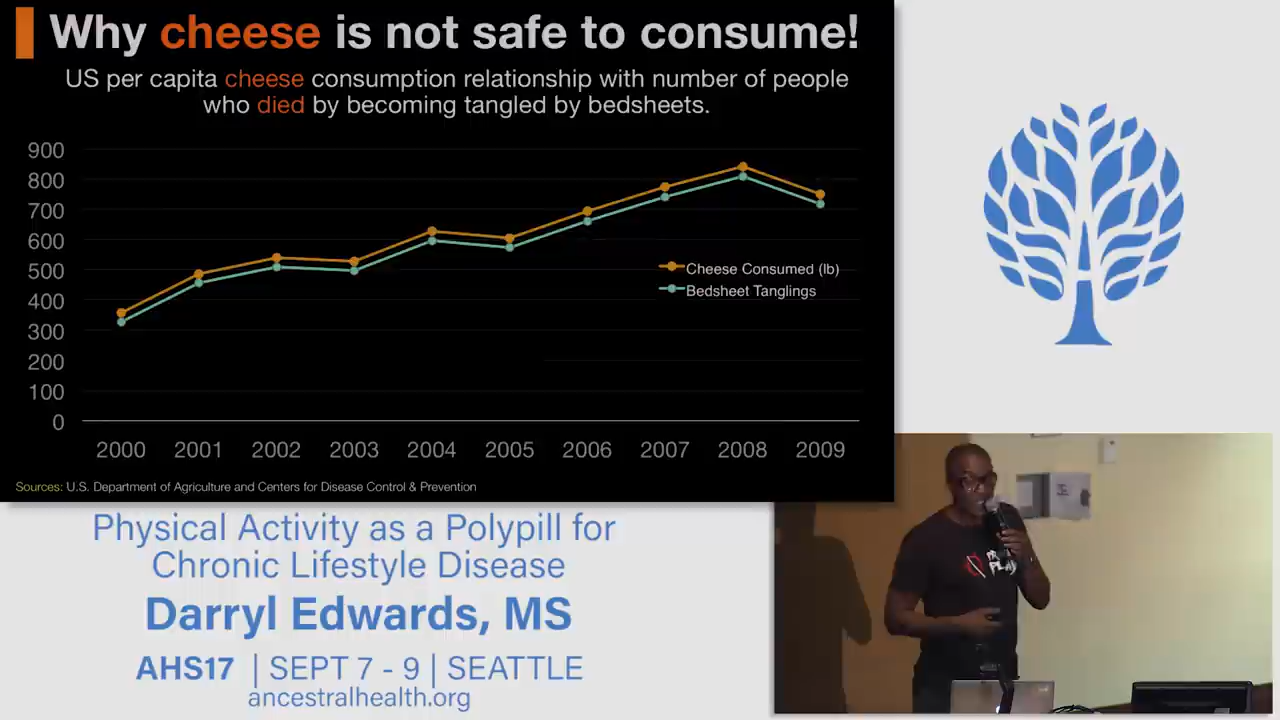 Why cheese is not safe to consume!
US per capita cheese consumption relationship with number of people
who died by becoming tangled by bedsheets.
900
800
700
600
500
400
300
200
100
0
Cheese Consumed (lb)
Bedsheet Tanglings
2000 2001 2002 2003 2004 2005 2006 2007 2008 2009
Sources: U.S. Department of Agriculture and Centers for Disease Control & Prevention
Physical Activity as a Polypill for
Chronic Lifestyle Disease
Darryl Edwards, MS
AHS17 | SEPT 7 - 9 | SEATTLE
ancestralhealth.org